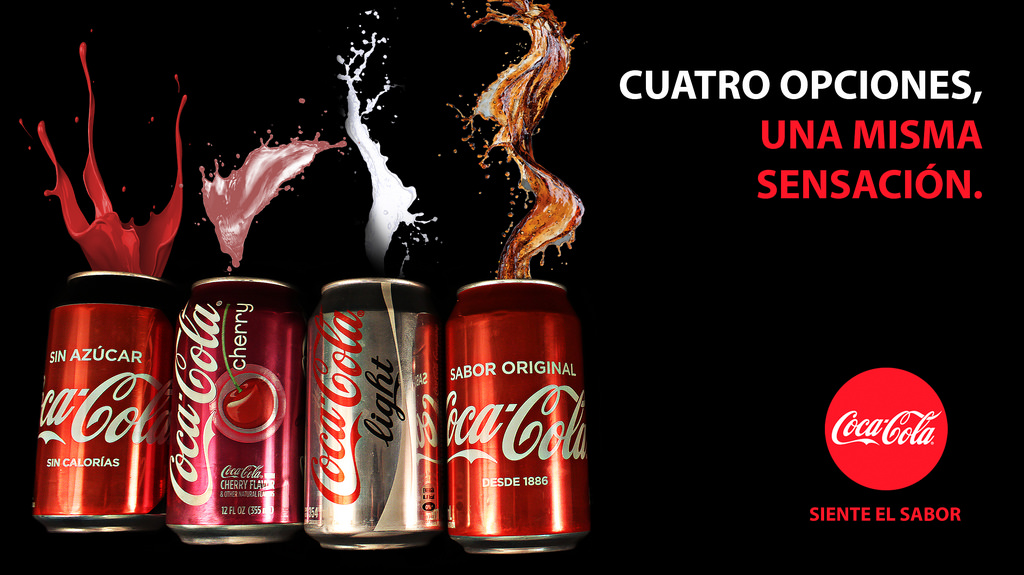 CUATRO OPCIONES,
UNA MISMA
SENSACIÓN.
SIN AZÚCAR
Coca-Cola
SIN CALORÍAS
Coca-Cola
cherry
Coca-Cola
CHERRY FLAVOR
& OTHER NATURAL FLAVORS
12 FL OZ (355
Coca-Cola
light
354
SABOR ORIGINAL
Coca-Cola
DESDE 1886
Coca-Cola
SIENTE EL SABOR